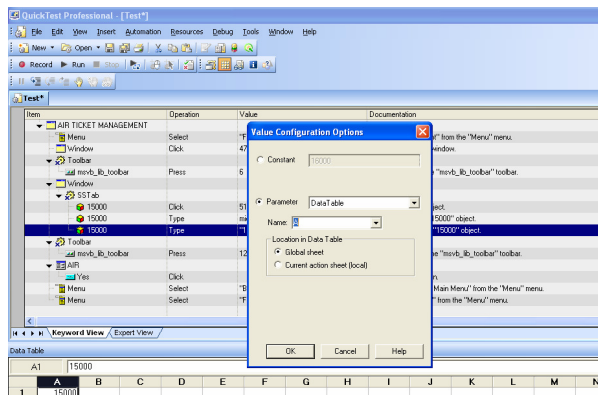 QuickTest Professional - [Test*]
File Edit View Insert Automation Resources Debug Tools Window Help
New Open
Record Run Stop
Test*
Item Operation Value Documentation
AIR TICKET MANAGEMENT
Menu Select "F from the "Menu" menu.
Window Click 47 window.
Toolbar
msvb_lib_toolbar Press 6 "msvb_lib_toolbar" toolbar.
Window
SSTab
15000 Click 51 ject.
15000 Type mi 15000" object.
15000 Type "1 "15000" object.
Toolbar
msvb_lib_toolbar Press 12 e "msvb_lib_toolbar" toolbar.
AIR
Yes Click
Menu Select "B Main Menu" from the "Menu" menu.
Menu Select "F from the "Menu" menu.
Value Configuration Options
Constant 16000
Parameter DataTable
Name: A
Location in Data Table
Global sheet
Current action sheet (local)
OK Cancel Help
Keyword View Expert View
Data Table
A1 15000
A B C D E F G H I J K L M N
1 15000